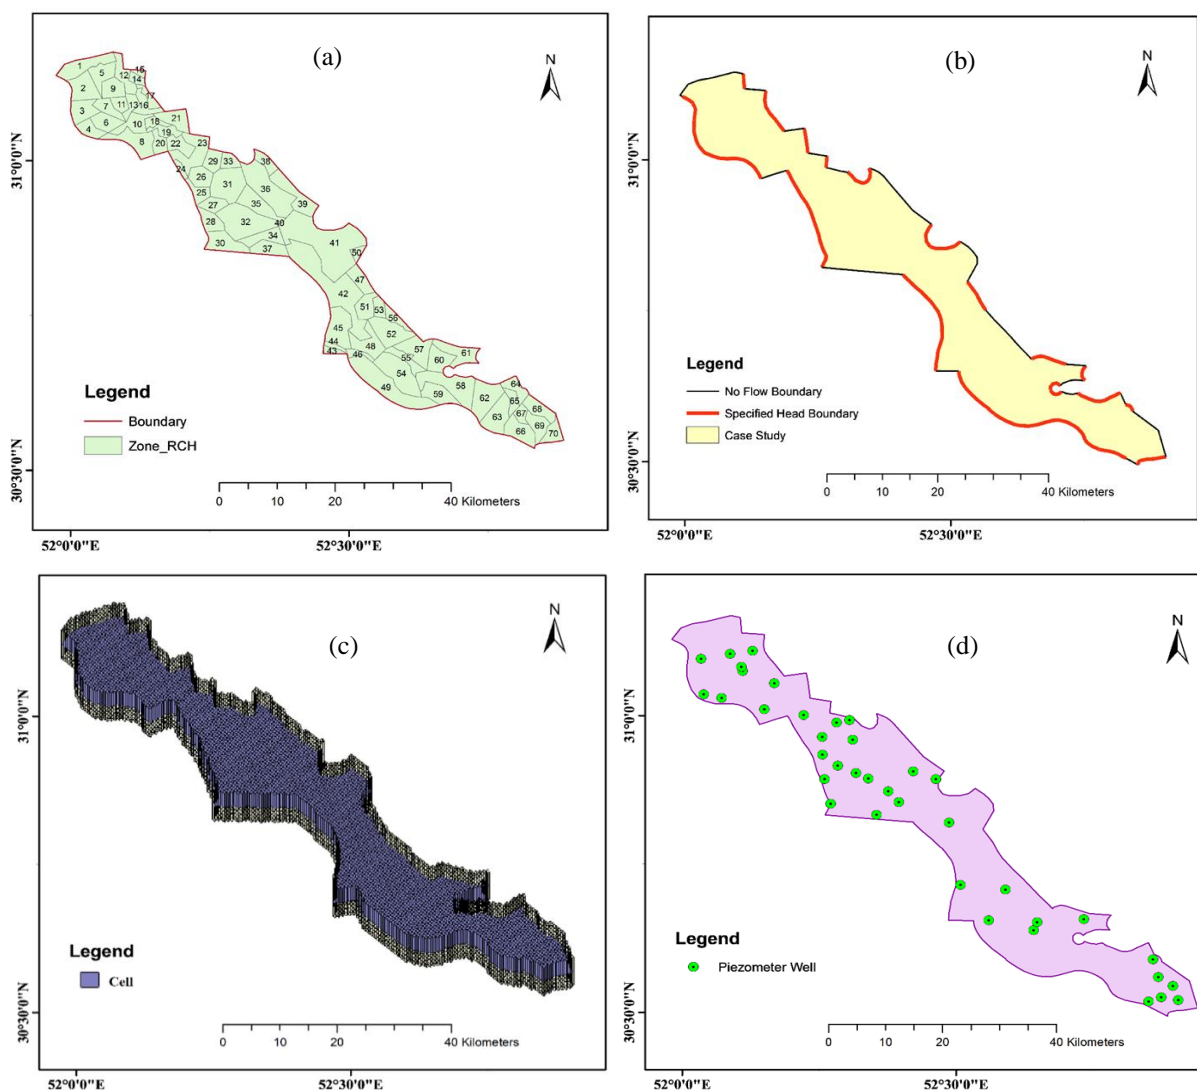 (a)
N
1
5
15
12
14
2
9
17
3
7
11
13
16
21
4
6
10
18
19
8
20
22
23
24
29
33
38
26
31
36
25
27
35
39
28
32
40
34
41
30
37
50
47
42
51
53
56
45
52
44
57
43
46
48
55
60
61
54
49
58
64
59
62
65
68
63
67
69
66
70
31°0'0"N
30°30'0"N
Legend
Boundary
Zone_RCH
0 10 20 40 Kilometers
52°0'0"E 52°30'0"E
(b)
N
31°0'0"N
30°30'0"N
Legend
No Flow Boundary
Specified Head Boundary
Case Study
0 10 20 40 Kilometers
52°0'0"E 52°30'0"E
(c)
N
31°0'0"N
30°30'0"N
Legend
Cell
0 10 20 40 Kilometers
52°0'0"E 52°30'0"E
(d)
N
31°0'0"N
30°30'0"N
Legend
Piezometer Well
0 10 20 40 Kilometers
52°0'0"E 52°30'0"E